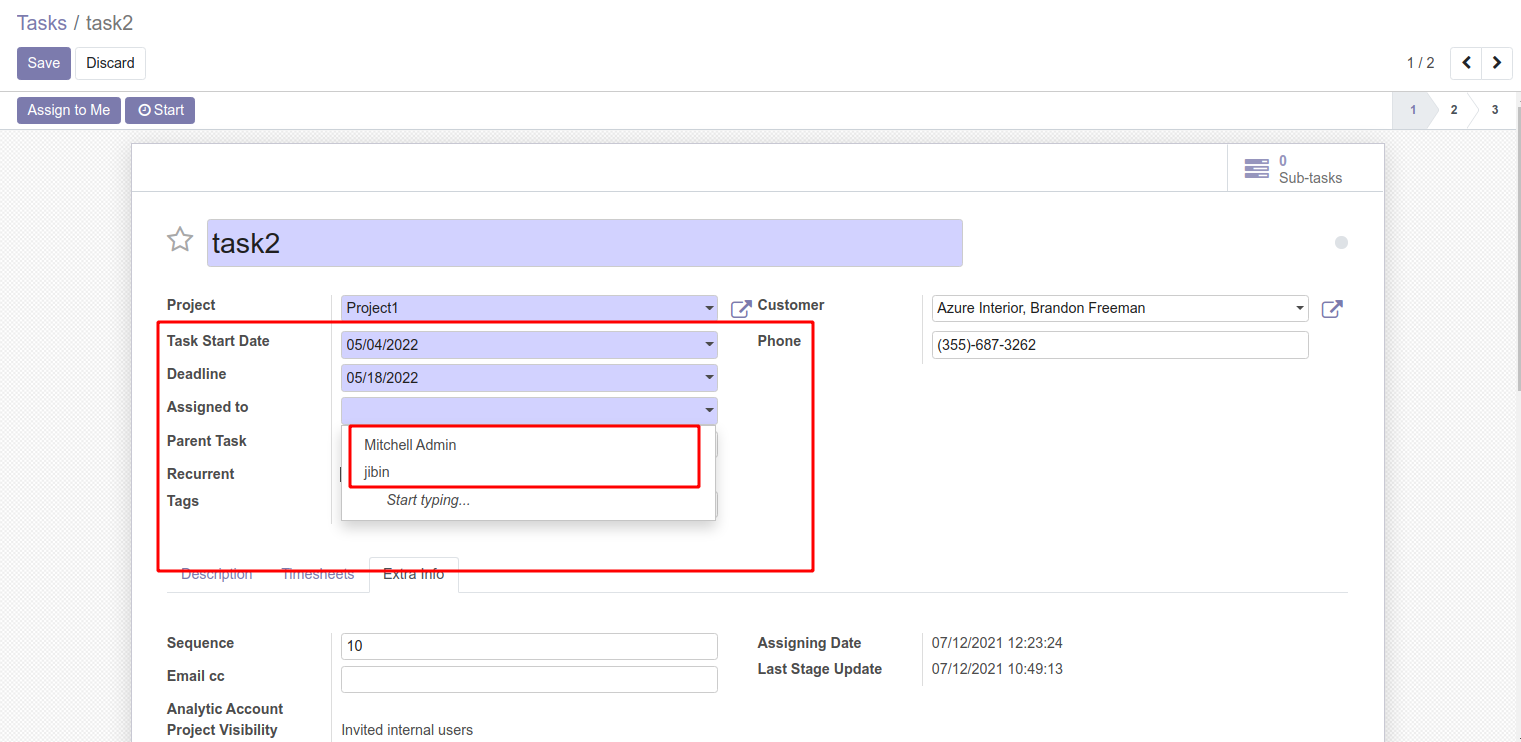 Tasks / task2
Save Discard
1 / 2
Assign to Me Start
1 2 3
0
Sub-tasks
task2
Project Project1
Customer Azure Interior, Brandon Freeman
Task Start Date 05/04/2022
Phone (355)-687-3262
Deadline 05/18/2022
Assigned to
Mitchell Admin
Parent Task
jibin
Recurrent
Start typing...
Tags
Description Timesheets Extra Info
Sequence 10
Assigning Date 07/12/2021 12:23:24
Email cc
Last Stage Update 07/12/2021 10:49:13
Analytic Account
Project Visibility Invited internal users